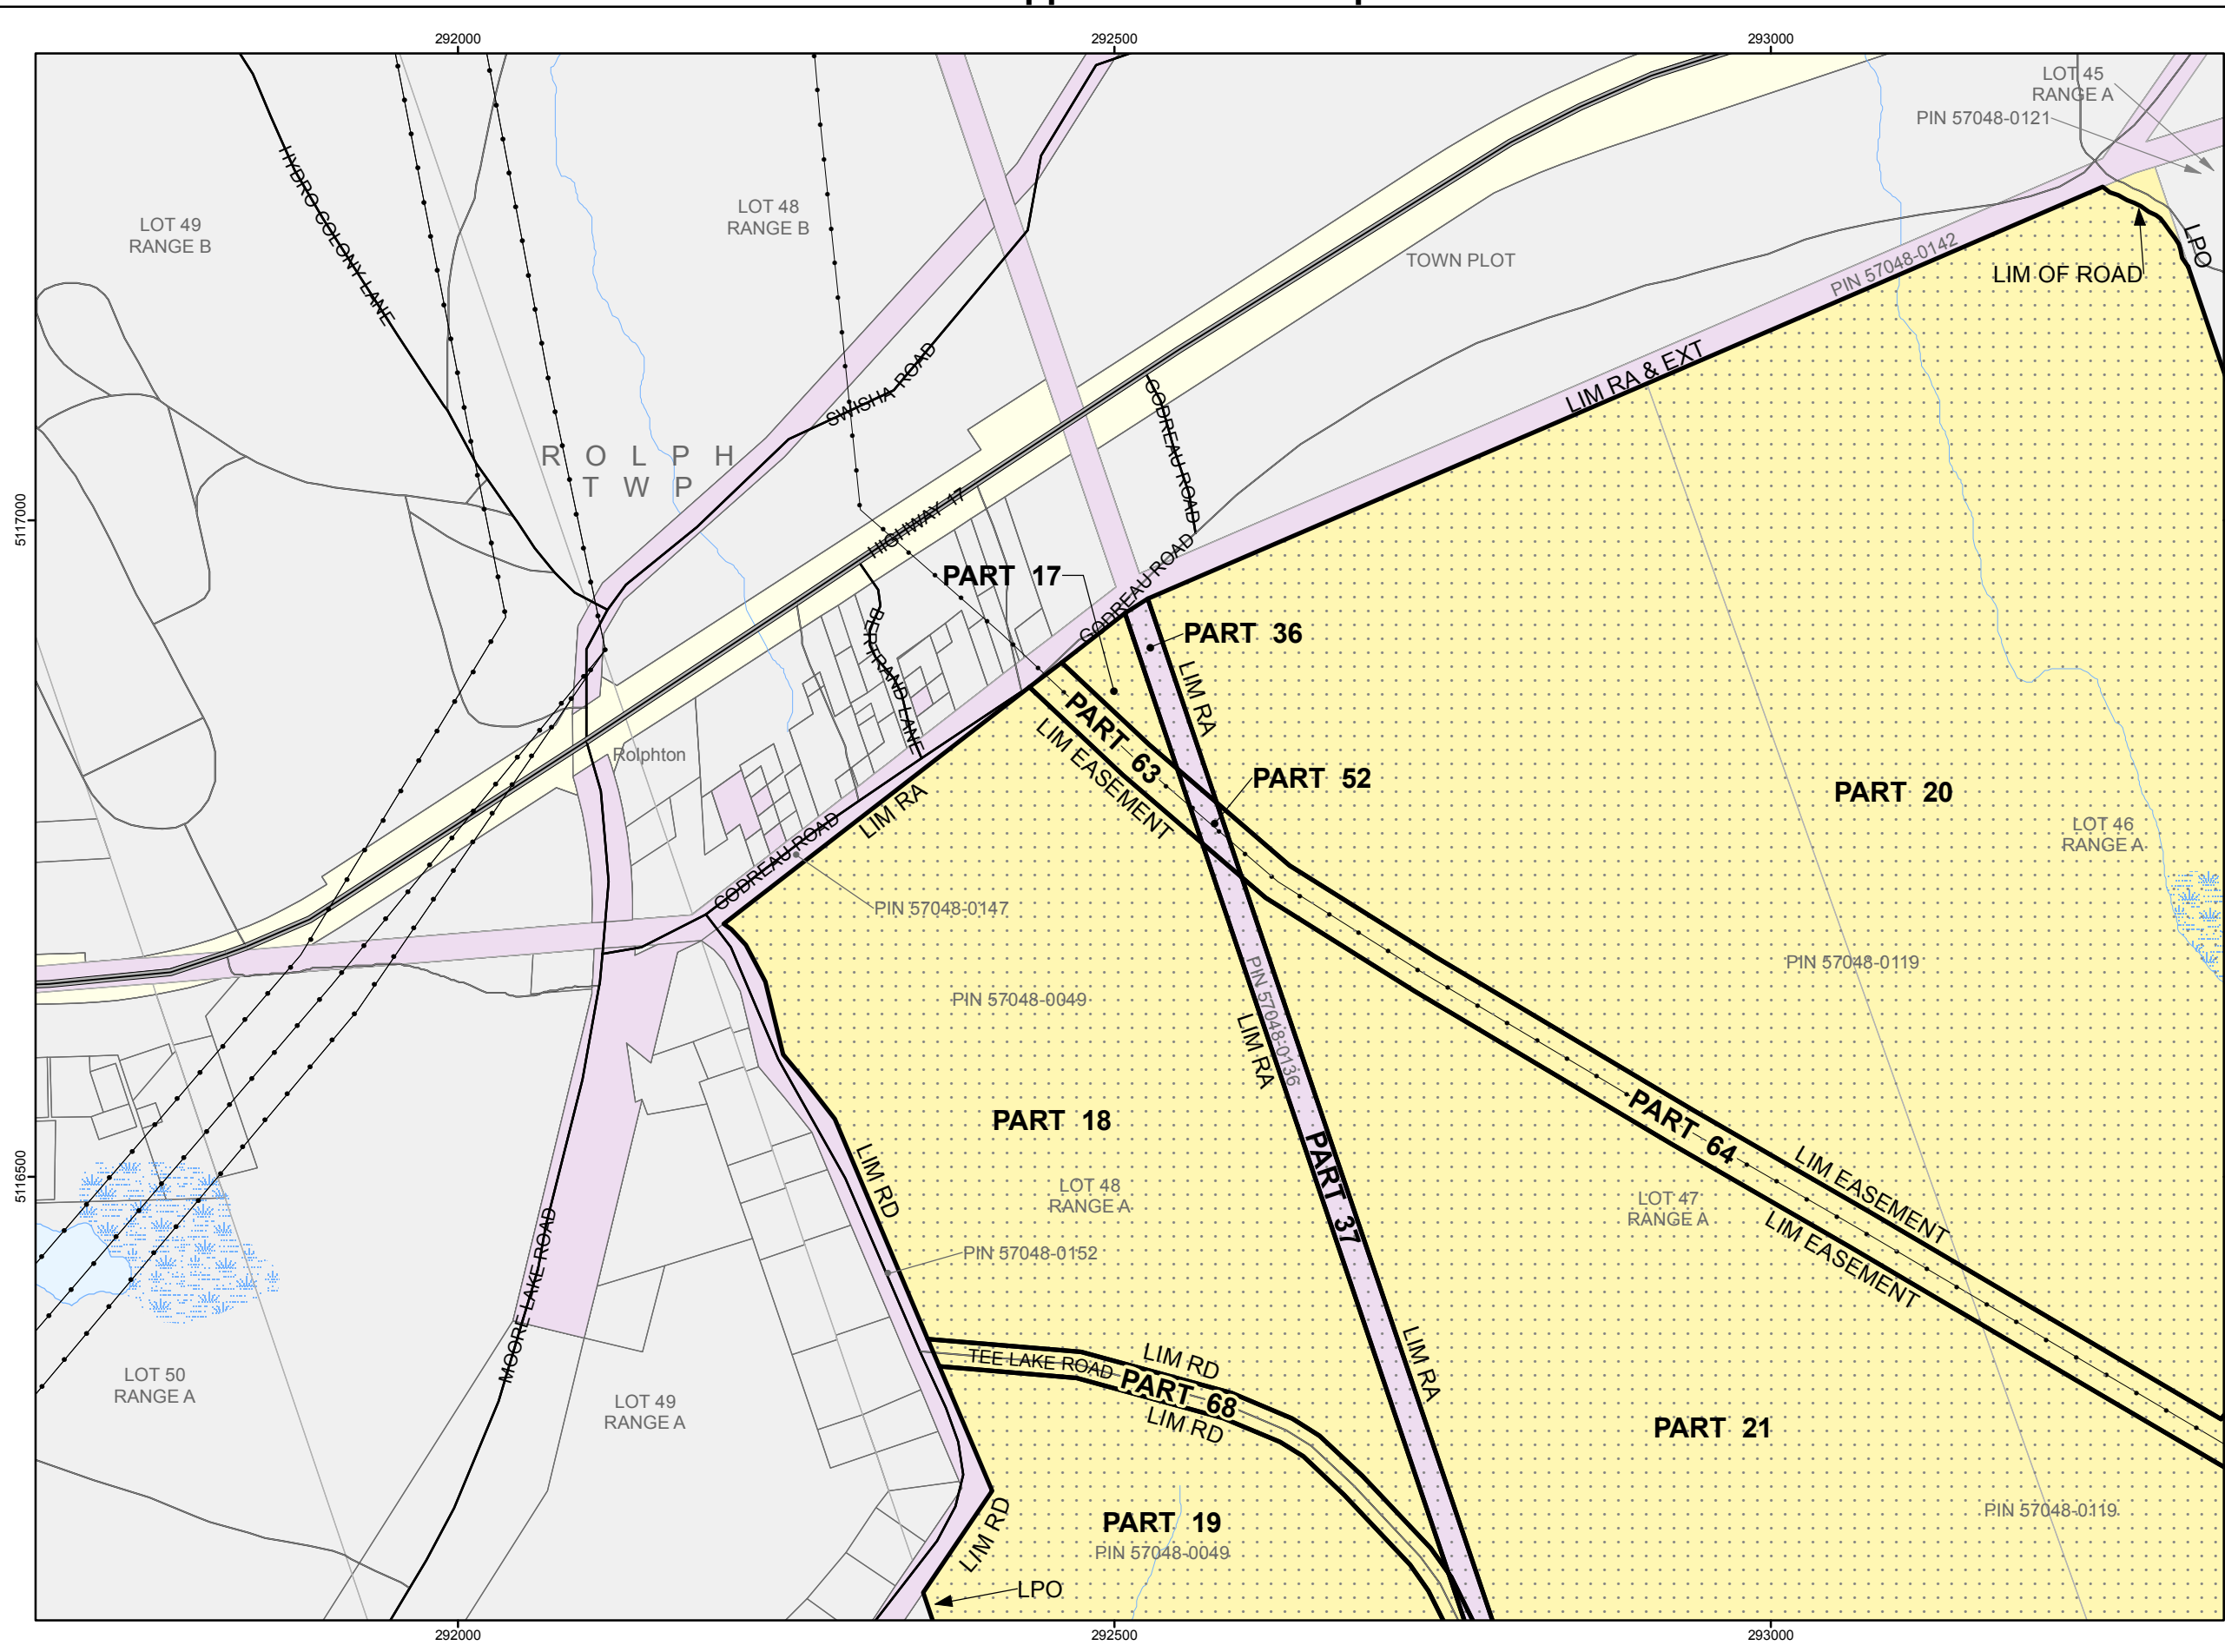 292000
292500
293000
LOT 45
RANGE A
PIN 57048-0121
HYDRO COLONY LANE
LOT 49
RANGE B
LOT 48
RANGE B
TOWN PLOT
PIN 57048-0142
LPO
LIM OF ROAD
SWISHA ROAD
GODREAU ROAD
LIM RA & EXT
ROLPH
TWP
5117000
HIGHWAY 17
PART 17
GODREAU ROAD
BERTRAND LANE
PART 36
LIM RA
Rolphton
PART 63
LIM EASEMENT
PART 52
PART 20
LIM RA
LOT 46
RANGE A
GODREAU ROAD
PIN 57048-0147
PIN 57048-0119
PIN 57048-0049
PIN 57048-0136
LIM RA
PART 18
PART 64
5116500
LIM RD
PART 37
LIM EASEMENT
LOT 48
RANGE A
LOT 47
RANGE A
LIM EASEMENT
PIN 57048-0152
MOORE LAKE ROAD
LOT 50
RANGE A
LOT 49
RANGE A
TEE LAKE ROAD
LIM RD
PART 68
LIM RD
LIM RA
PART 21
PIN 57048-0119
PART 19
PIN 57048-0049
LIM RD
LPO
292000
292500
293000